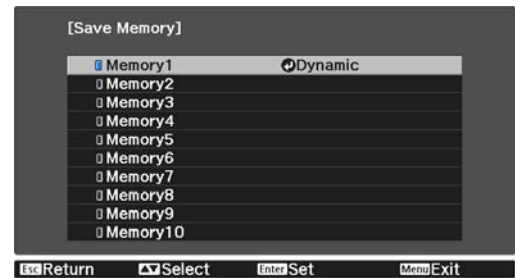 [Save Memory]
Memory1 Dynamic
Memory2
Memory3
Memory4
Memory5
Memory6
Memory7
Memory8
Memory9
Memory10
Esc Return Select Enter Set Menu Exit